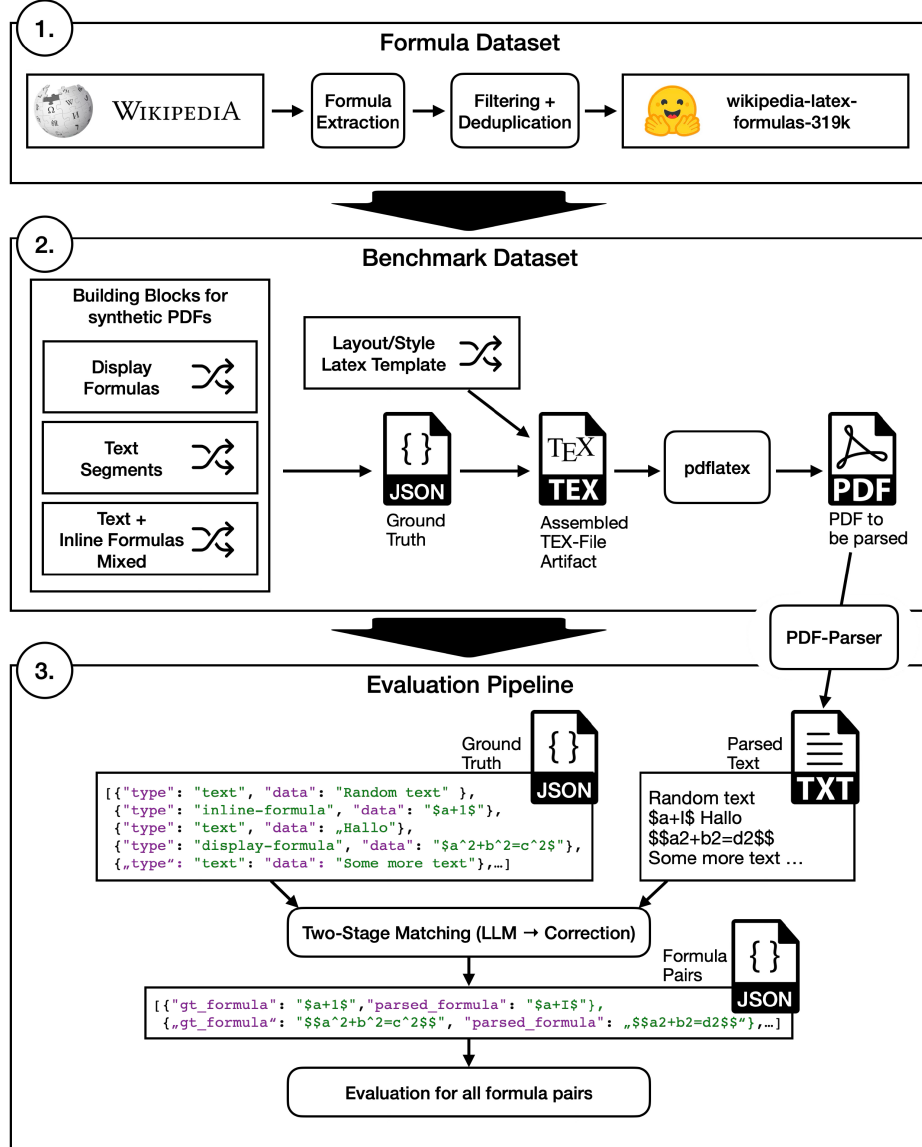 1.
Formula Dataset
WIKIPEDIA
Formula
Extraction
Filtering +
Deduplication
wikipedia-latex-
formulas-319k
2.
Benchmark Dataset
Building Blocks for
synthetic PDFs
Display
Formulas
Text
Segments
Text +
Inline Formulas
Mixed
Layout/Style
Latex Template
{ }
JSON
Ground
Truth
TEX
TEX
Assembled
TEX-File
Artifact
pdflatex
PDF
PDF to
be parsed
PDF-Parser
3.
Evaluation Pipeline
Ground
Truth
{ }
JSON
[{"type": "text", "data": "Random text" },
{"type": "inline-formula", "data": "$a+1$"},
{"type": "text", "data": „Hallo"},
{"type": "display-formula", "data": "$a^2+b^2=c^2$"},
{„type“: "text": "data": "Some more text"},…]
Parsed
Text
TXT
Random text
$a+I$ Hallo
$$a2+b2=d2$$
Some more text …
Two-Stage Matching (LLM → Correction)
Formula
Pairs
{ }
JSON
[{"gt_formula": "$a+1$","parsed_formula": "$a+I$"},
{„gt_formula“: "$$a^2+b^2=c^2$$", "parsed_formula": „$$a2+b2=d2$$“},…]
Evaluation for all formula pairs